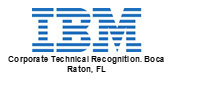 IBM
Corporate Technical Recognition. Boca
Raton, FL